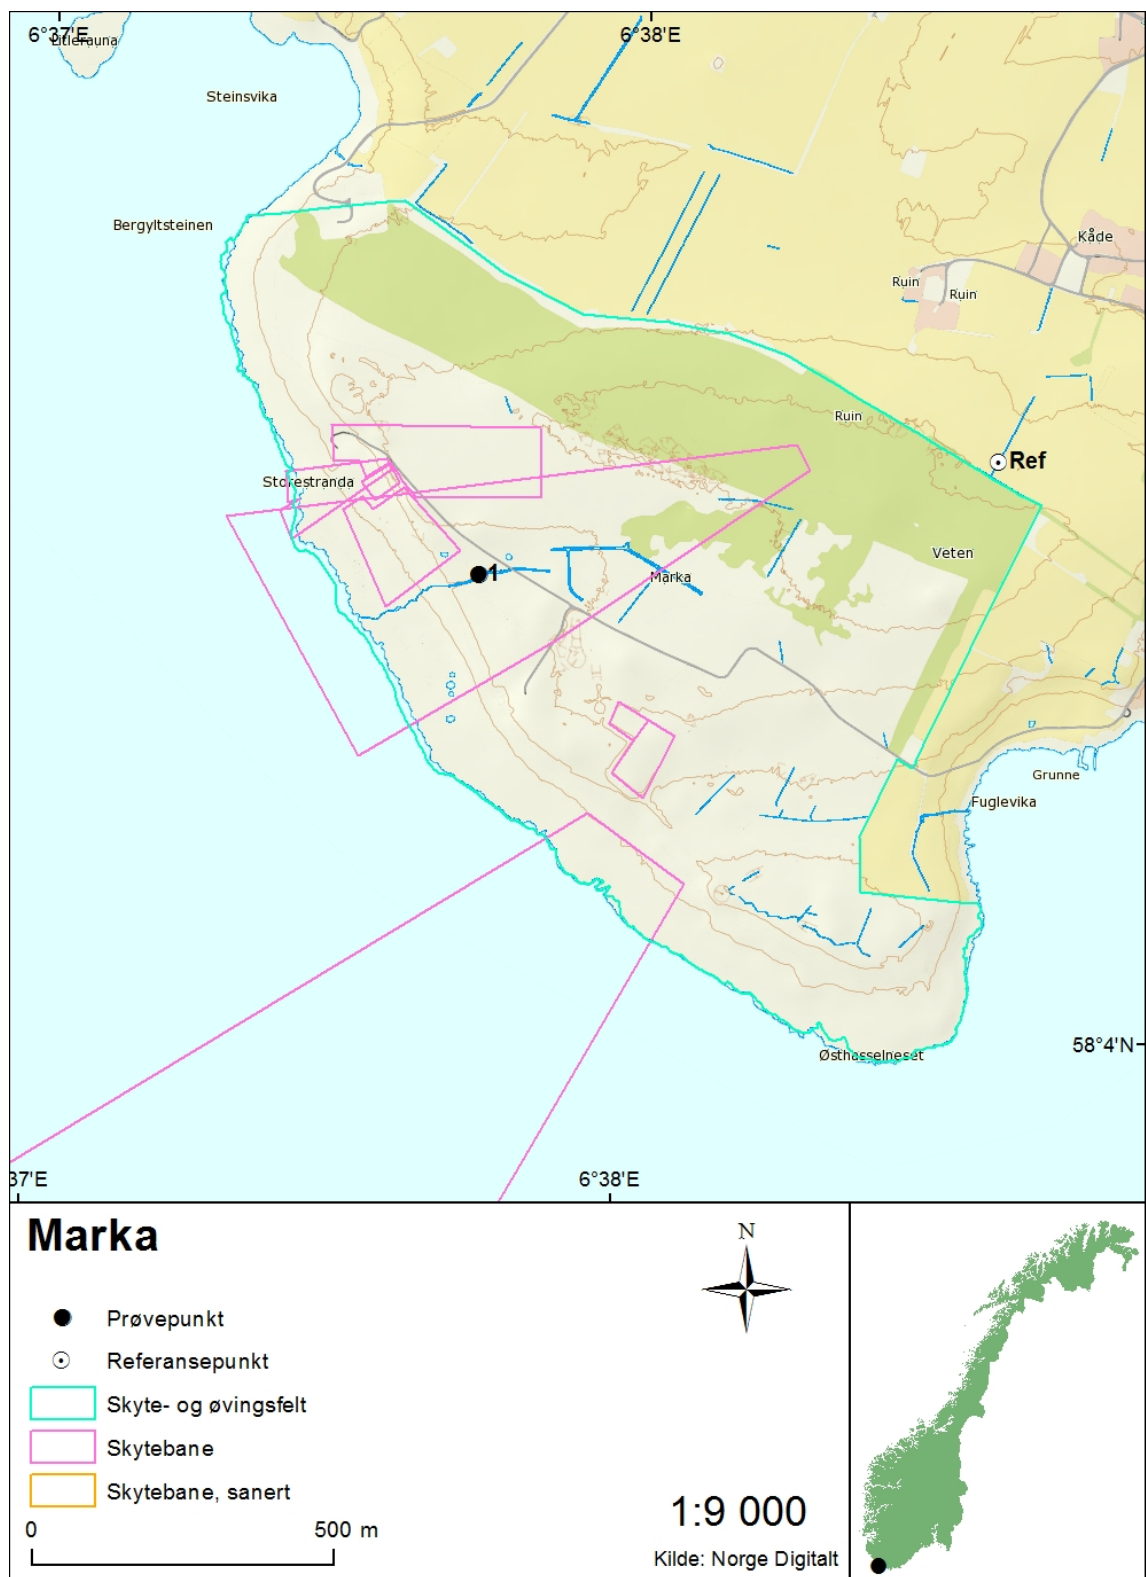 6°37'E
6°38'E
Litlerauna
Steinsvika
Bergyltsteinen
Kåde
Ruin
Ruin
Ruin
Ref
Storestranda
Veten
1
Marka
Grunne
Fuglevika
58°4'N
Østhasselneset
37'E
6°38'E
Marka
N
Prøvepunkt
Referansepunkt
Skyte- og øvingsfelt
Skytebane
Skytebane, sanert
0
500 m
1:9 000
Kilde: Norge Digitalt